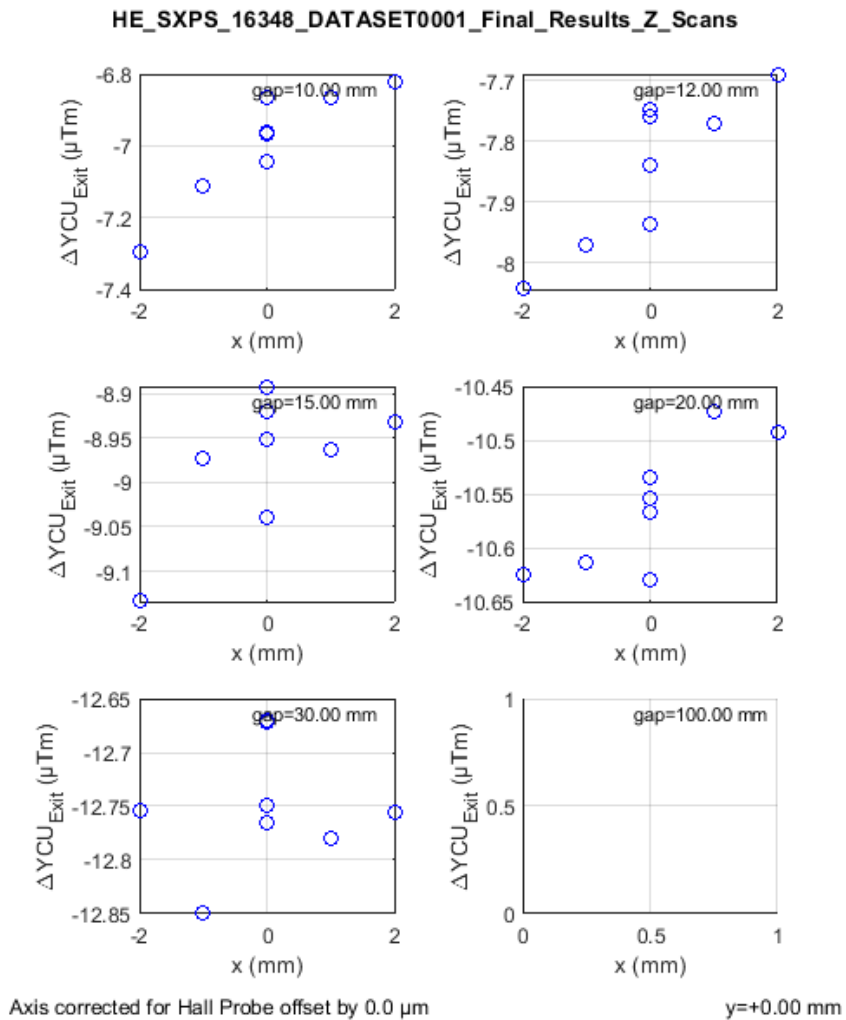 HE_SXPS_16348_DATASET0001_Final_Results_Z_Scans
gap=10.00 mm
-6.8
-7
-7.2
-7.4
ΔYCU_Exit (µTm)
-2 0 2
x (mm)
gap=12.00 mm
-7.7
-7.8
-7.9
-8
ΔYCU_Exit (µTm)
-2 0 2
x (mm)
gap=15.00 mm
-8.9
-8.95
-9
-9.05
-9.1
ΔYCU_Exit (µTm)
-2 0 2
x (mm)
gap=20.00 mm
-10.45
-10.5
-10.55
-10.6
-10.65
ΔYCU_Exit (µTm)
-2 0 2
x (mm)
gap=30.00 mm
-12.65
-12.7
-12.75
-12.8
-12.85
ΔYCU_Exit (µTm)
-2 0 2
x (mm)
gap=100.00 mm
1
0.5
0
ΔYCU_Exit (µTm)
0 0.5 1
x (mm)
Axis corrected for Hall Probe offset by 0.0 µm
y=+0.00 mm